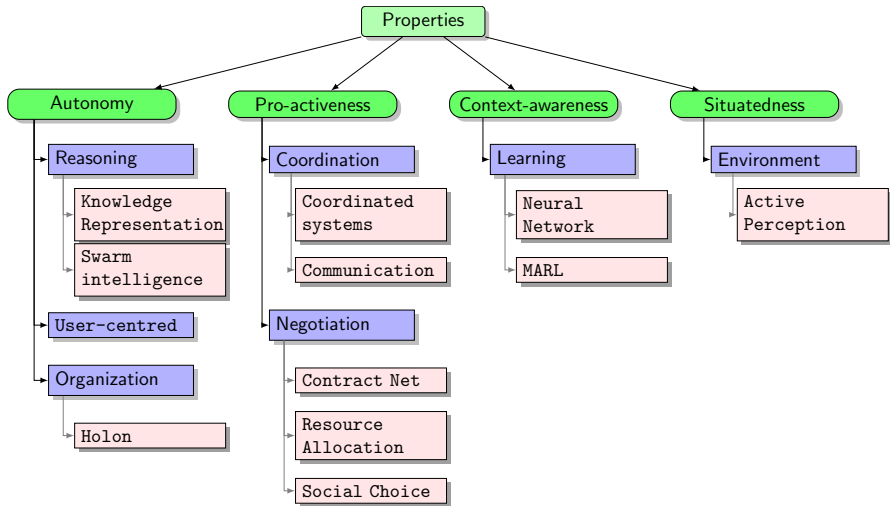 Properties
Autonomy
Reasoning
Knowledge
Representation
Swarm
intelligence
User-centred
Organization
Holon
Pro-activeness
Coordination
Coordinated
systems
Communication
Negotiation
Contract Net
Resource
Allocation
Social Choice
Context-awareness
Learning
Neural
Network
MARL
Situatedness
Environment
Active
Perception